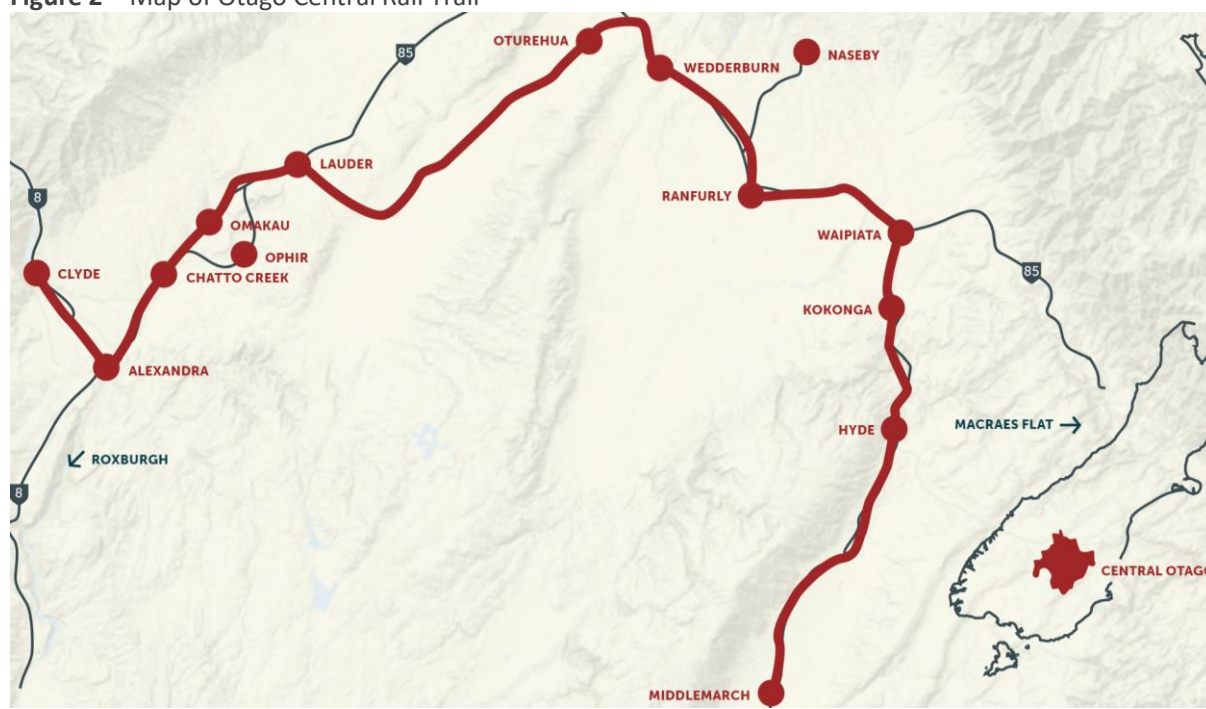 Figure 2 Map of Otago Central Rail Trail
OTUREHUA
85
WEDDERBURN
NASEBY
LAUDER
8
RANFURLY
OMAKAU
WAIPIATA
OPHIR
CLYDE
CHATTO CREEK
85
KOKONGA
ALEXANDRA
HYDE
MACRAES FLAT
ROXBURGH
8
CENTRAL OTAGO
MIDDLEMARCH